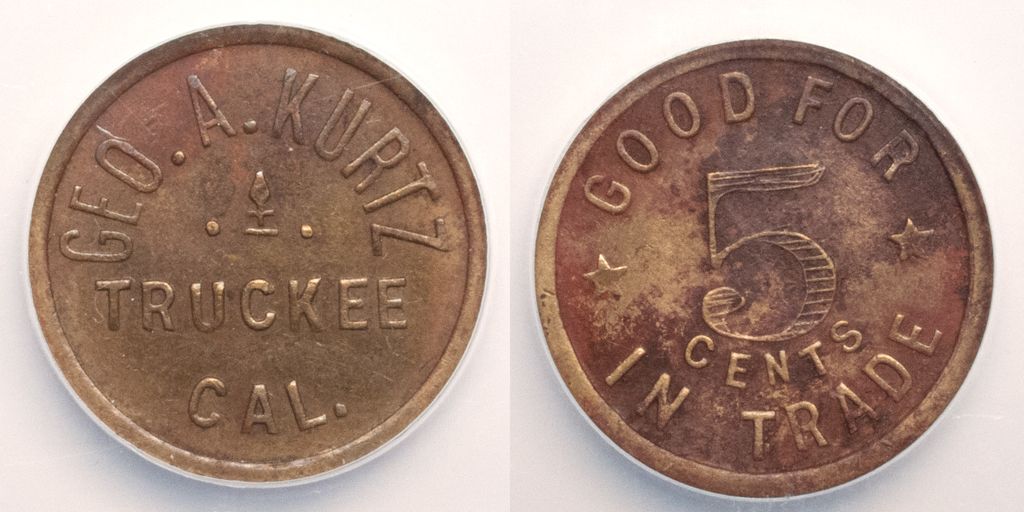 GEO. A. KURTZ
TRUCKEE
CAL.
GOOD FOR
5
CENTS
IN TRADE